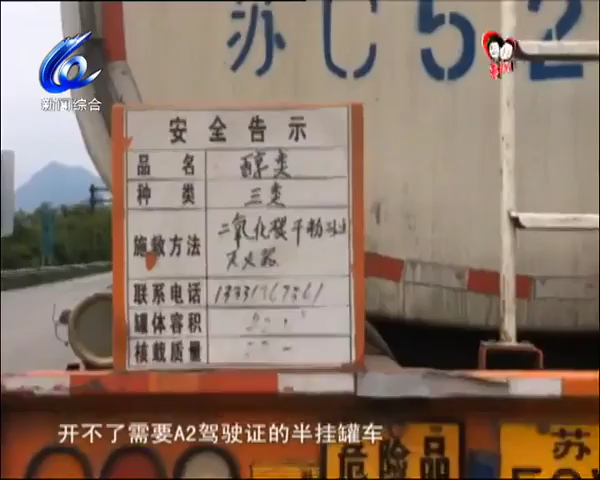 苏JC52
新闻综合
安全告示
品名 醇类
种类 三类
施救方法 二氧化碳干粉
灭火器
联系电话
罐体容积
核载质量
开不了需要A2驾驶证的半挂罐车
危险品
苏